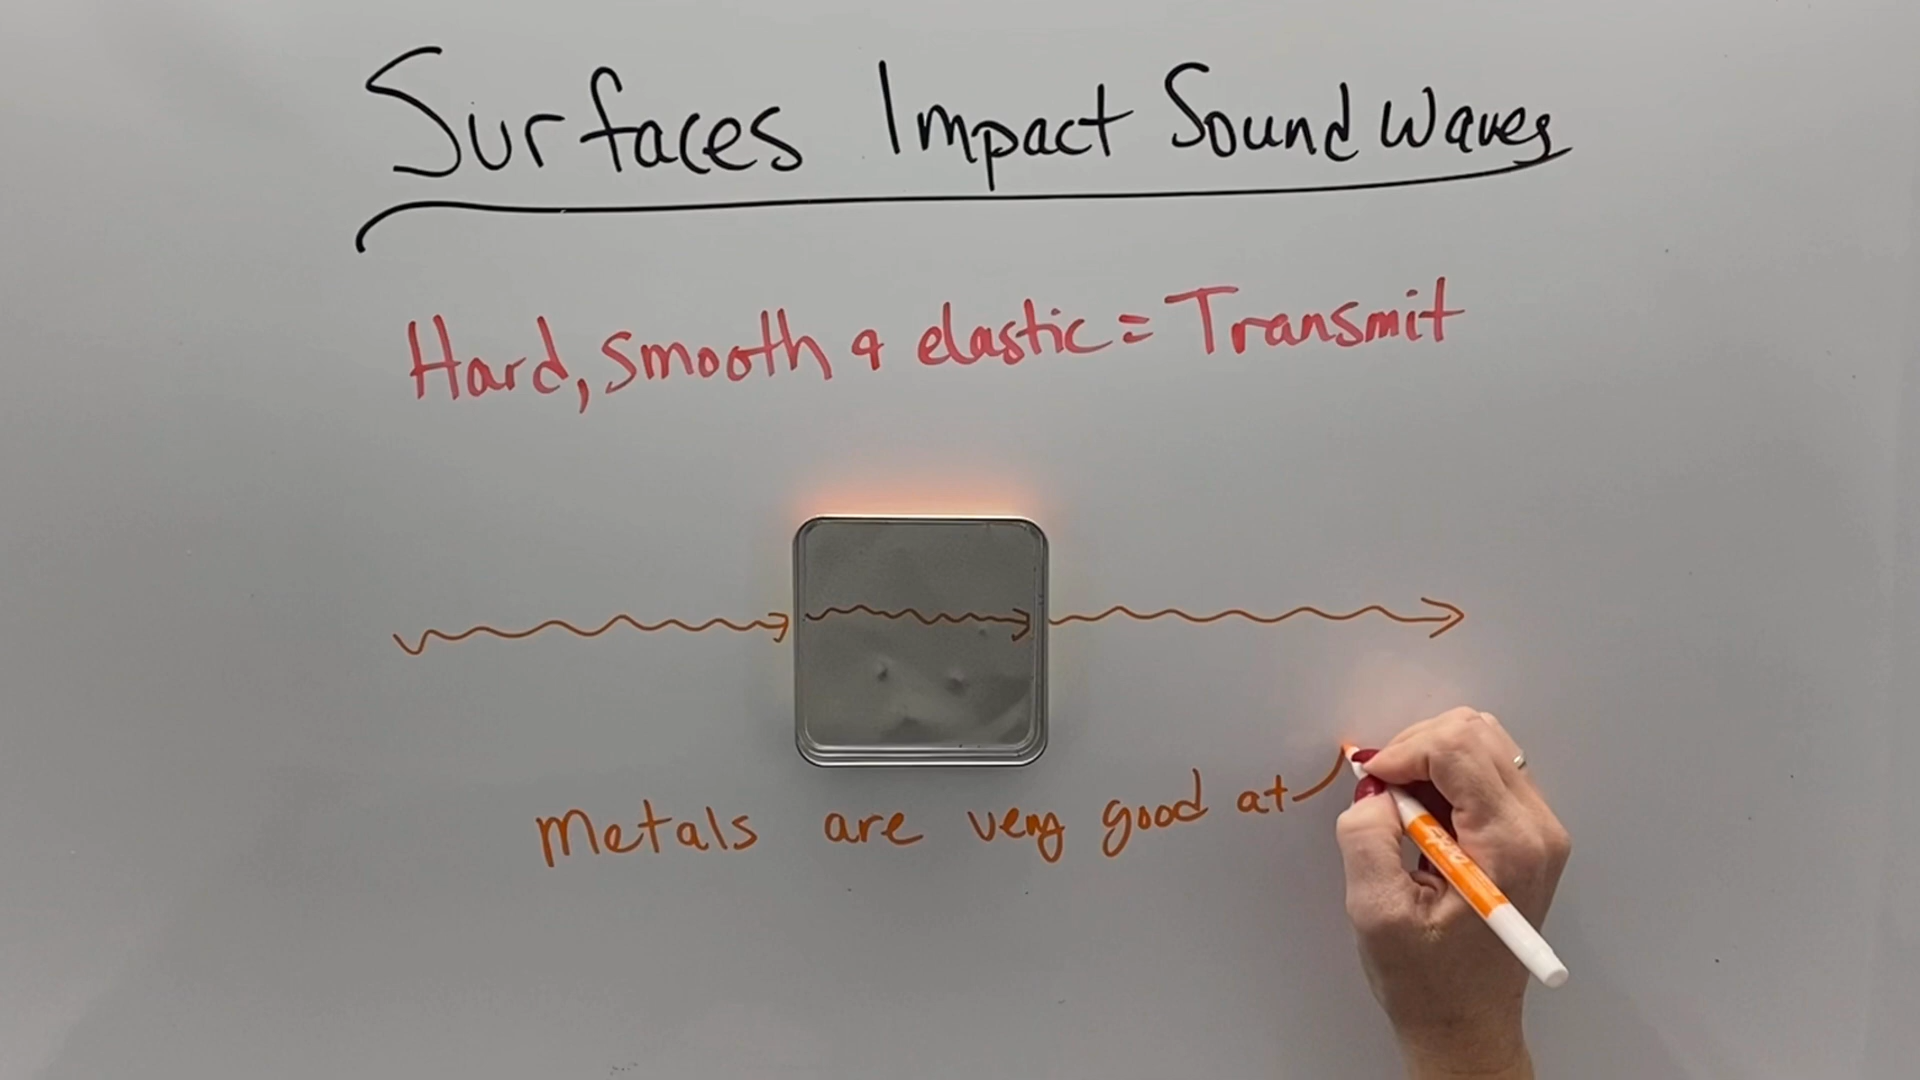 Surfaces Impact Sound Waves
Hard, smooth & elastic = Transmit
Metals are very good at